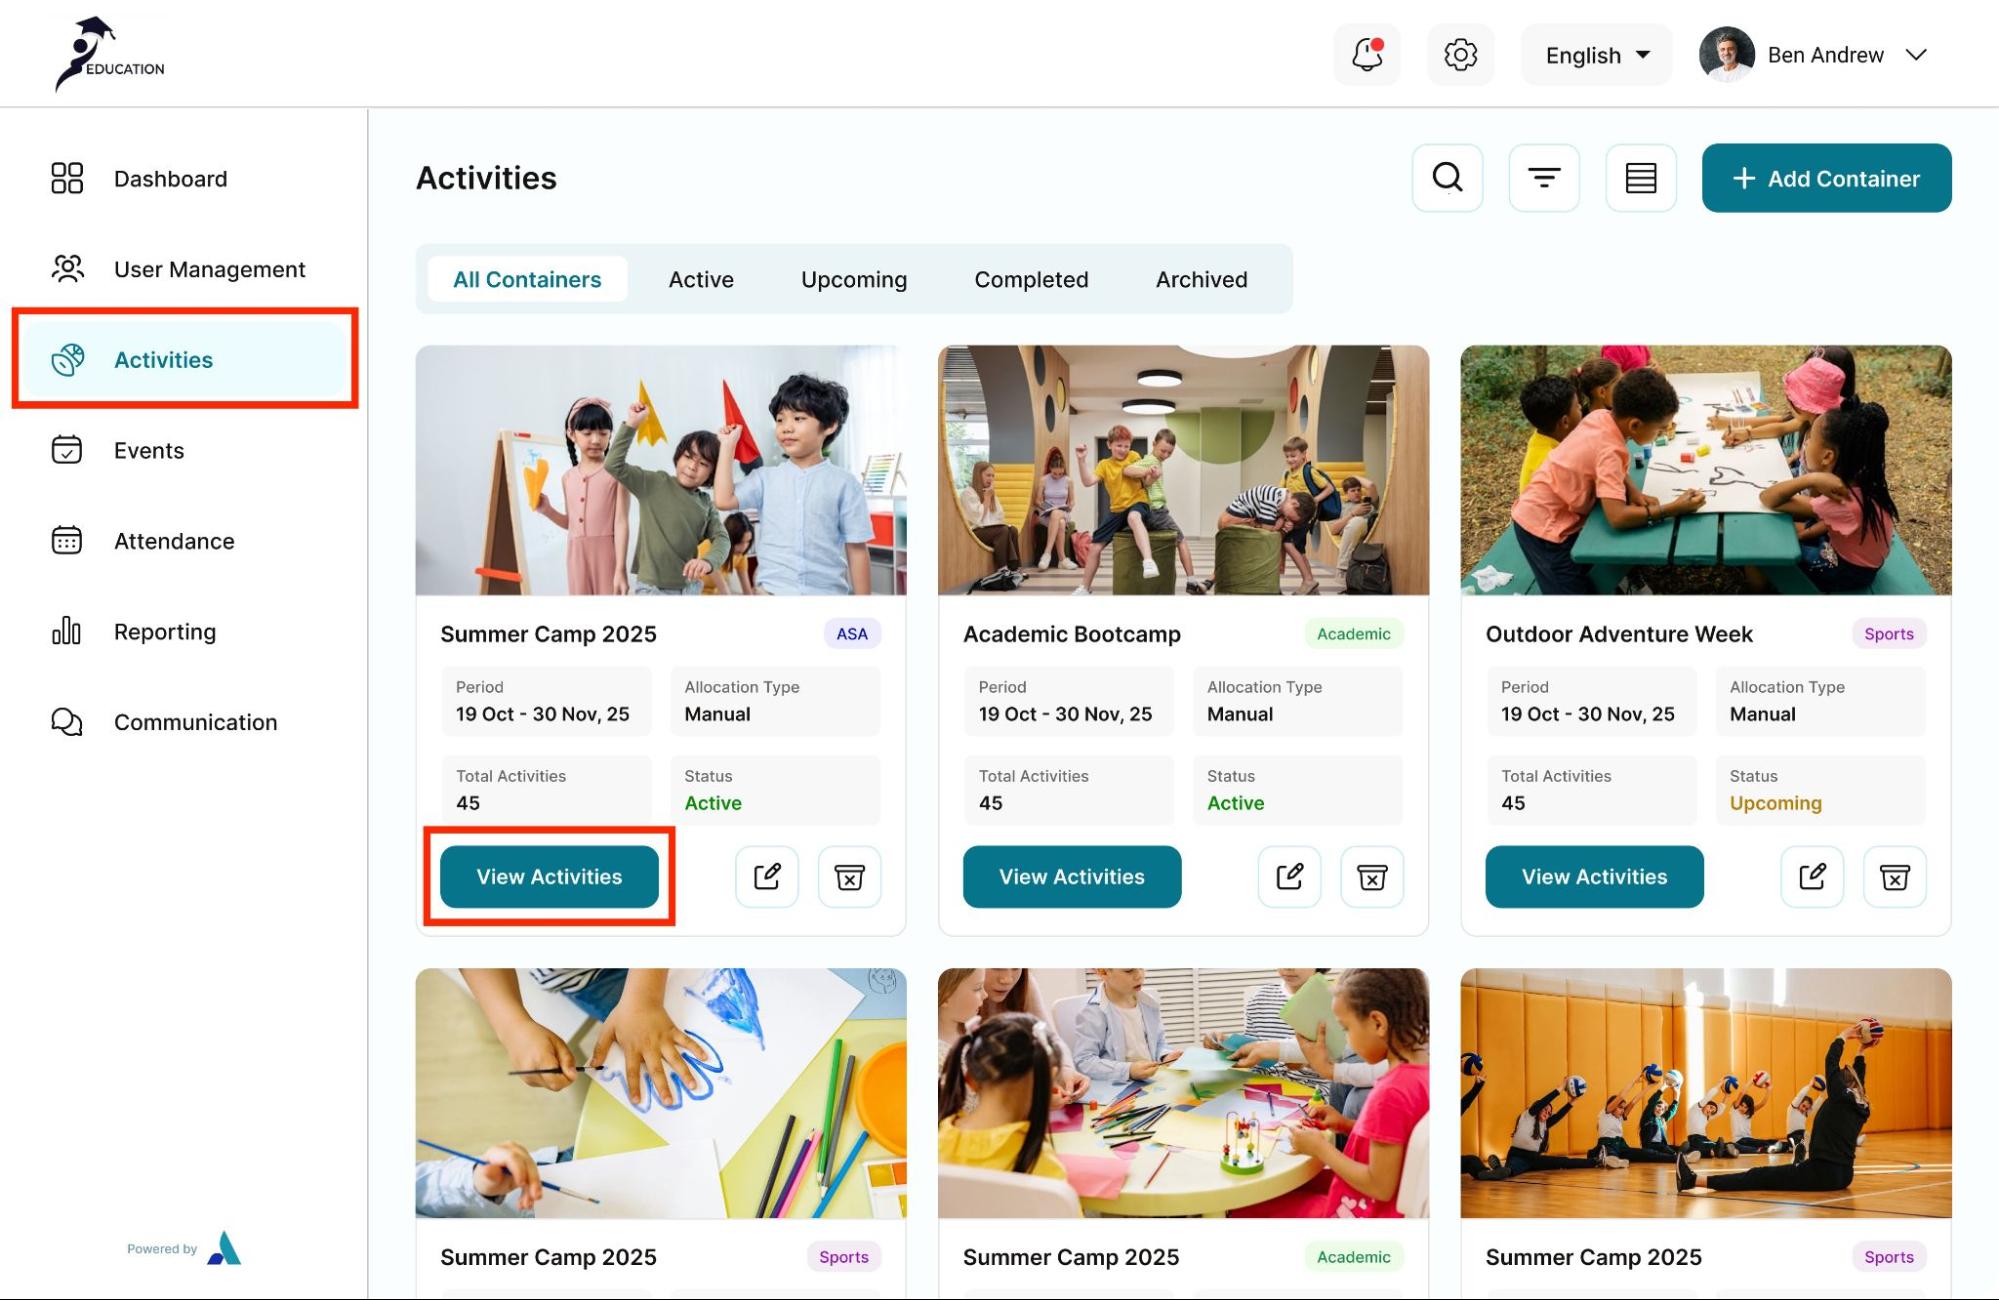 EDUCATION
English
Ben Andrew
Dashboard
User Management
Activities
Events
Attendance
Reporting
Communication
Powered by
Activities
+ Add Container
All Containers
Active
Upcoming
Completed
Archived
Summer Camp 2025
ASA
Period
19 Oct - 30 Nov, 25
Allocation Type
Manual
Total Activities
45
Status
Active
View Activities
Academic Bootcamp
Academic
Period
19 Oct - 30 Nov, 25
Allocation Type
Manual
Total Activities
45
Status
Active
View Activities
Outdoor Adventure Week
Sports
Period
19 Oct - 30 Nov, 25
Allocation Type
Manual
Total Activities
45
Status
Upcoming
View Activities
Summer Camp 2025
Sports
Summer Camp 2025
Academic
Summer Camp 2025
Sports